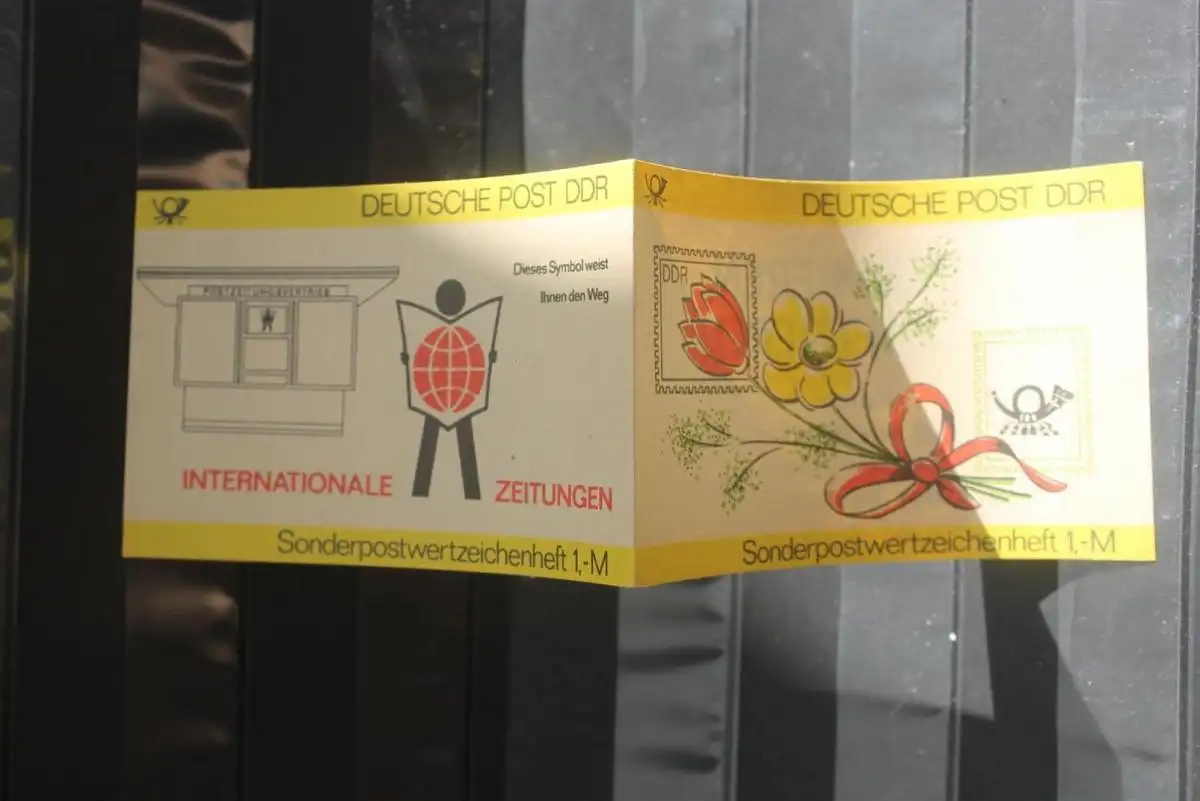 DEUTSCHE POST DDR
Dieses Symbol weist
Ihnen den Weg
POSTZEITUNGSVERTRIEB
INTERNATIONALE ZEITUNGEN
Sonderpostwertzeichenheft 1,-M
DEUTSCHE POST DDR
DDR
Sonderpostwertzeichenheft 1,-M